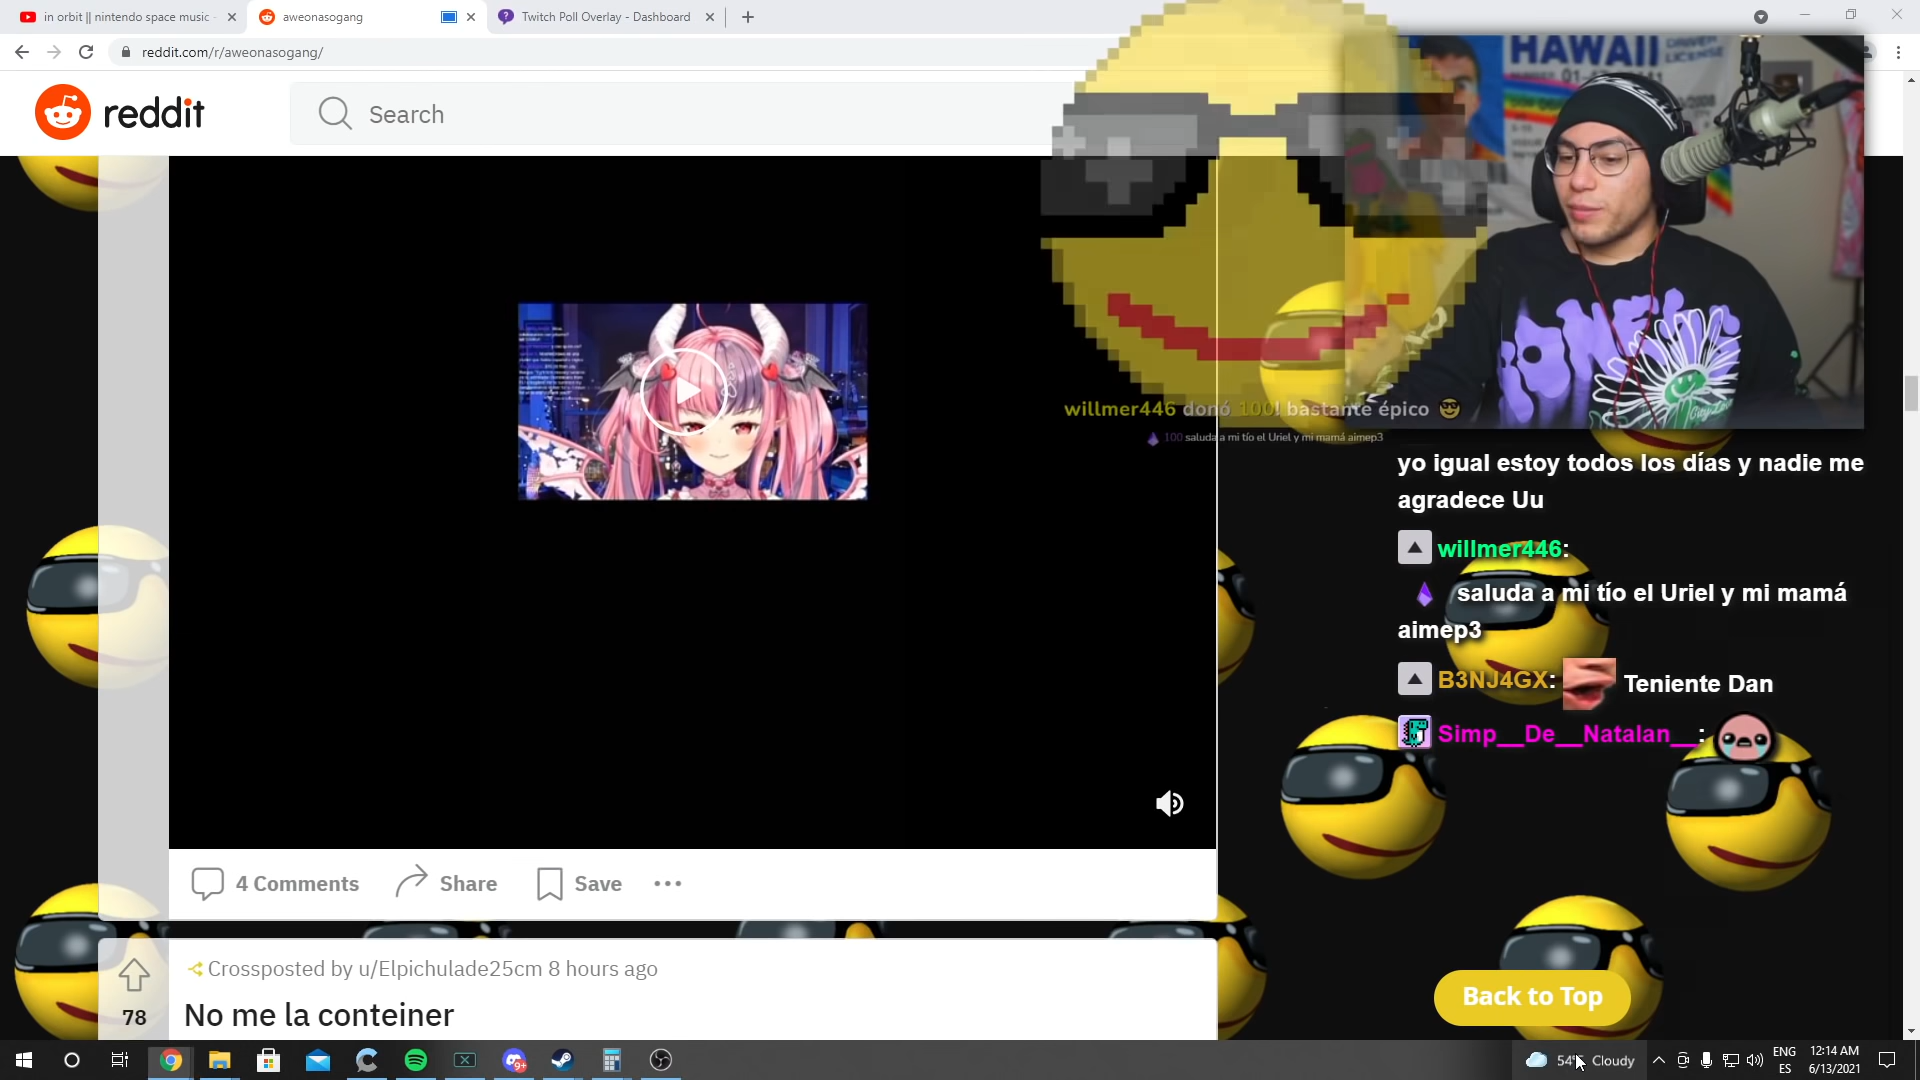 in orbit || nintendo space music -
aweonasogang
Twitch Poll Overlay - Dashboard
reddit.com/r/aweonasogang/
reddit
Search
HAWAII
DRIVER
LICENSE
willmer446 donó 100! bastante épico
100 saluda a mi tío el Uriel y mi mamá aimep3
yo igual estoy todos los días y nadie me
agradece Uu
willmer446:
saluda a mi tío el Uriel y mi mamá
aimep3
B3NJ4GX: Teniente Dan
Simp__De__Natalan__:
4 Comments
Share
Save
Crossposted by u/Elpichulade25cm 8 hours ago
78
No me la conteiner
Back to Top
54°F Cloudy
ENG
ES
12:14 AM
6/13/2021